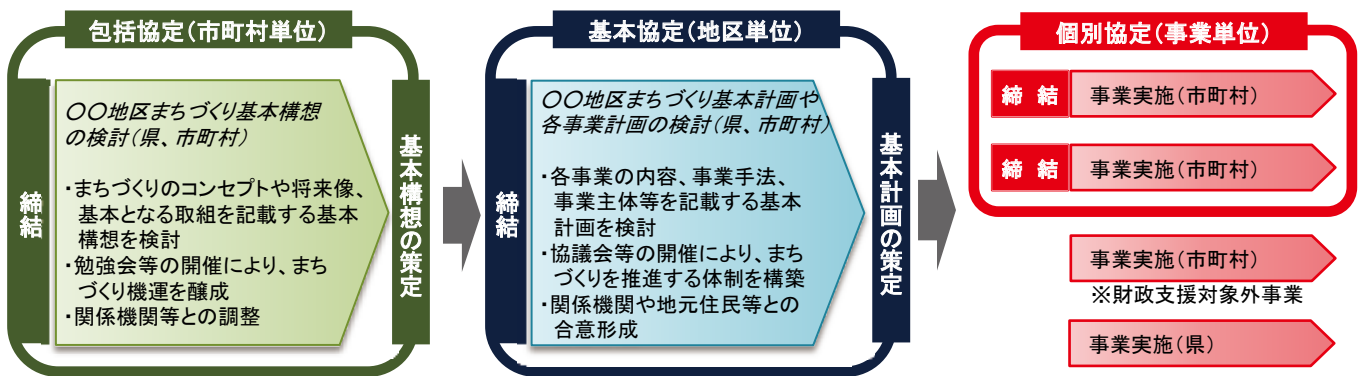 包括協定(市町村単位)
締結
〇〇地区まちづくり基本構想
の検討(県、市町村)
・まちづくりのコンセプトや将来像、
基本となる取組を記載する基本
構想を検討
・勉強会等の開催により、まち
づくり機運を醸成
・関係機関等との調整
基本構想の策定
基本協定(地区単位)
締結
〇〇地区まちづくり基本計画や
各事業計画の検討(県、市町村)
・各事業の内容、事業手法、
事業主体等を記載する基本
計画を検討
・協議会等の開催により、まち
づくりを推進する体制を構築
・関係機関や地元住民等との
合意形成
基本計画の策定
個別協定(事業単位)
締 結 事業実施(市町村)
締 結 事業実施(市町村)
事業実施(市町村)
※財政支援対象外事業
事業実施(県)